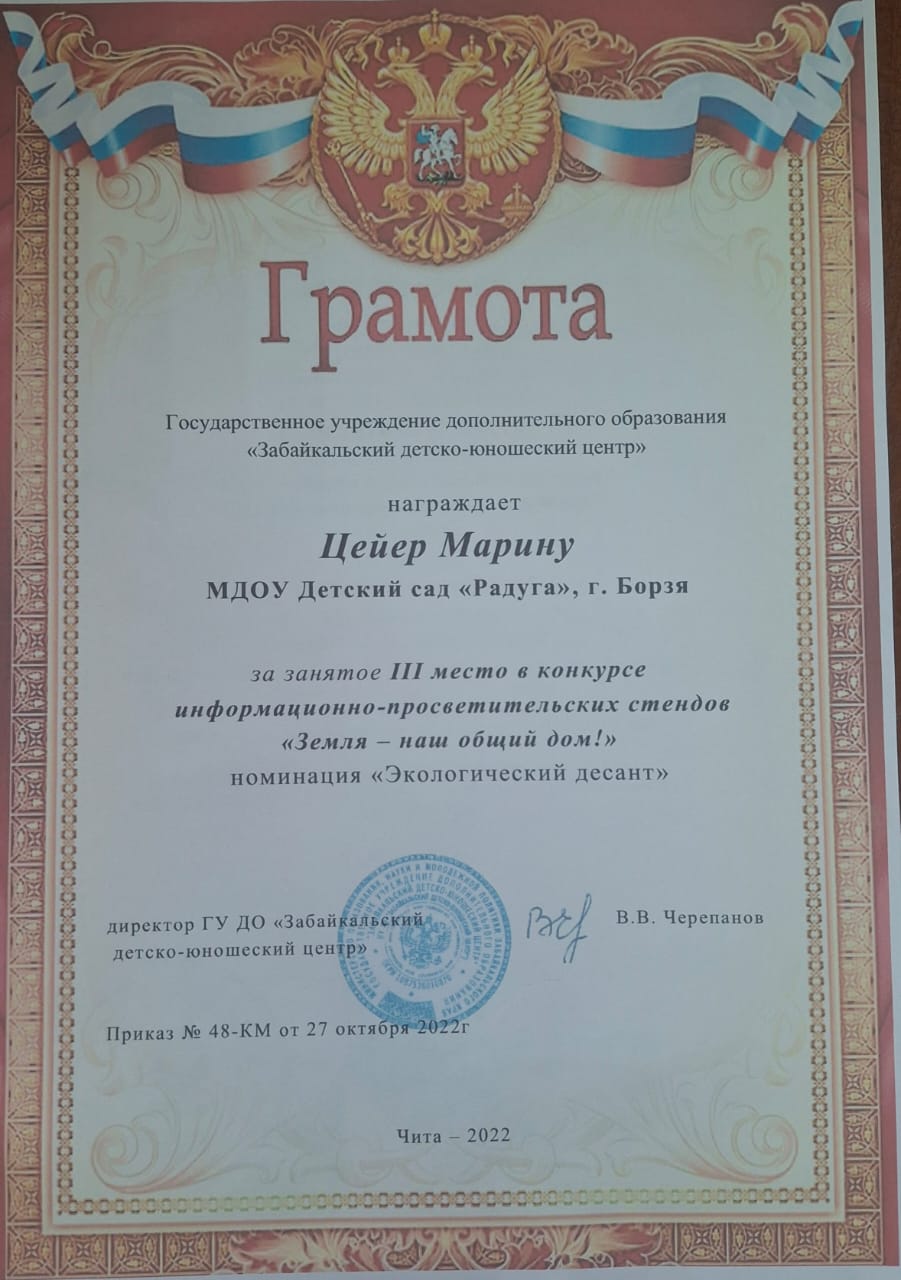 Грамота
Государственное учреждение дополнительного образования
«Забайкальский детско-юношеский центр»
награждает
Цейер Марину
МДОУ Детский сад «Радуга», г. Борзя
за занятое III место в конкурсе
информационно-просветительских стендов
«Земля – наш общий дом!»
номинация «Экологический десант»
директор ГУ ДО «Забайкальский
детско-юношеский центр»
В.В. Черепанов
Приказ № 48-КМ от 27 октября 2022г
Чита – 2022